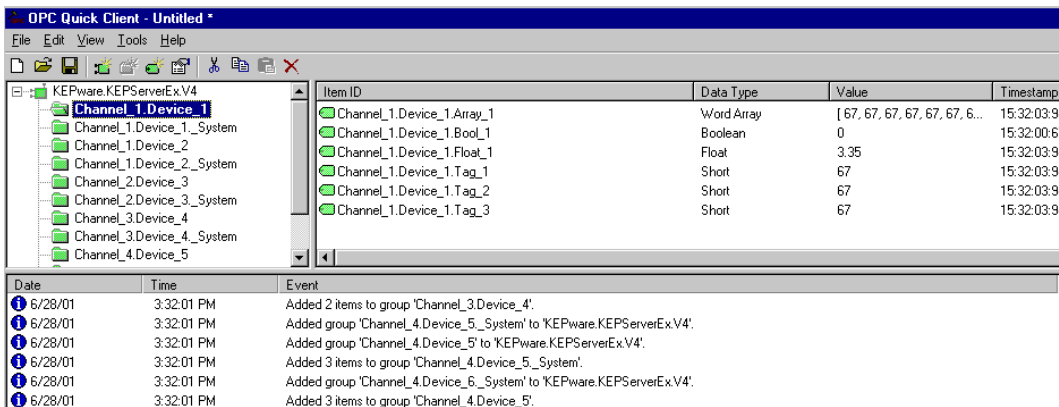 OPC Quick Client - Untitled *
File Edit View Tools Help
KEPware.KEPServerEx.V4
Channel_1.Device_1
Channel_1.Device_1._System
Channel_1.Device_2
Channel_1.Device_2._System
Channel_2.Device_3
Channel_2.Device_3._System
Channel_3.Device_4
Channel_3.Device_4._System
Channel_4.Device_5
Item ID Data Type Value Timestamp
Channel_1.Device_1.Array_1 Word Array [ 67, 67, 67, 67, 67, 67, 6... 15:32:03:9
Channel_1.Device_1.Bool_1 Boolean 0 15:32:00:6
Channel_1.Device_1.Float_1 Float 3.35 15:32:03:9
Channel_1.Device_1.Tag_1 Short 67 15:32:03:9
Channel_1.Device_1.Tag_2 Short 67 15:32:03:9
Channel_1.Device_1.Tag_3 Short 67 15:32:03:9
Date Time Event
6/28/01 3:32:01 PM Added 2 items to group 'Channel_3.Device_4'.
6/28/01 3:32:01 PM Added group 'Channel_4.Device_5._System' to 'KEPware.KEPServerEx.V4'.
6/28/01 3:32:01 PM Added group 'Channel_4.Device_5' to 'KEPware.KEPServerEx.V4'.
6/28/01 3:32:01 PM Added 3 items to group 'Channel_4.Device_5._System'.
6/28/01 3:32:01 PM Added group 'Channel_4.Device_6._System' to 'KEPware.KEPServerEx.V4'.
6/28/01 3:32:01 PM Added 3 items to group 'Channel_4.Device_5'.